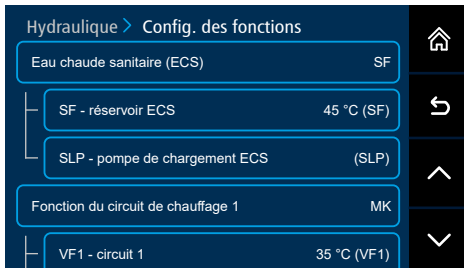 Hydraulique > Config. des fonctions
Eau chaude sanitaire (ECS) SF
SF - réservoir ECS 45 °C (SF)
SLP - pompe de chargement ECS (SLP)
Fonction du circuit de chauffage 1 MK
VF1 - circuit 1 35 °C (VF1)